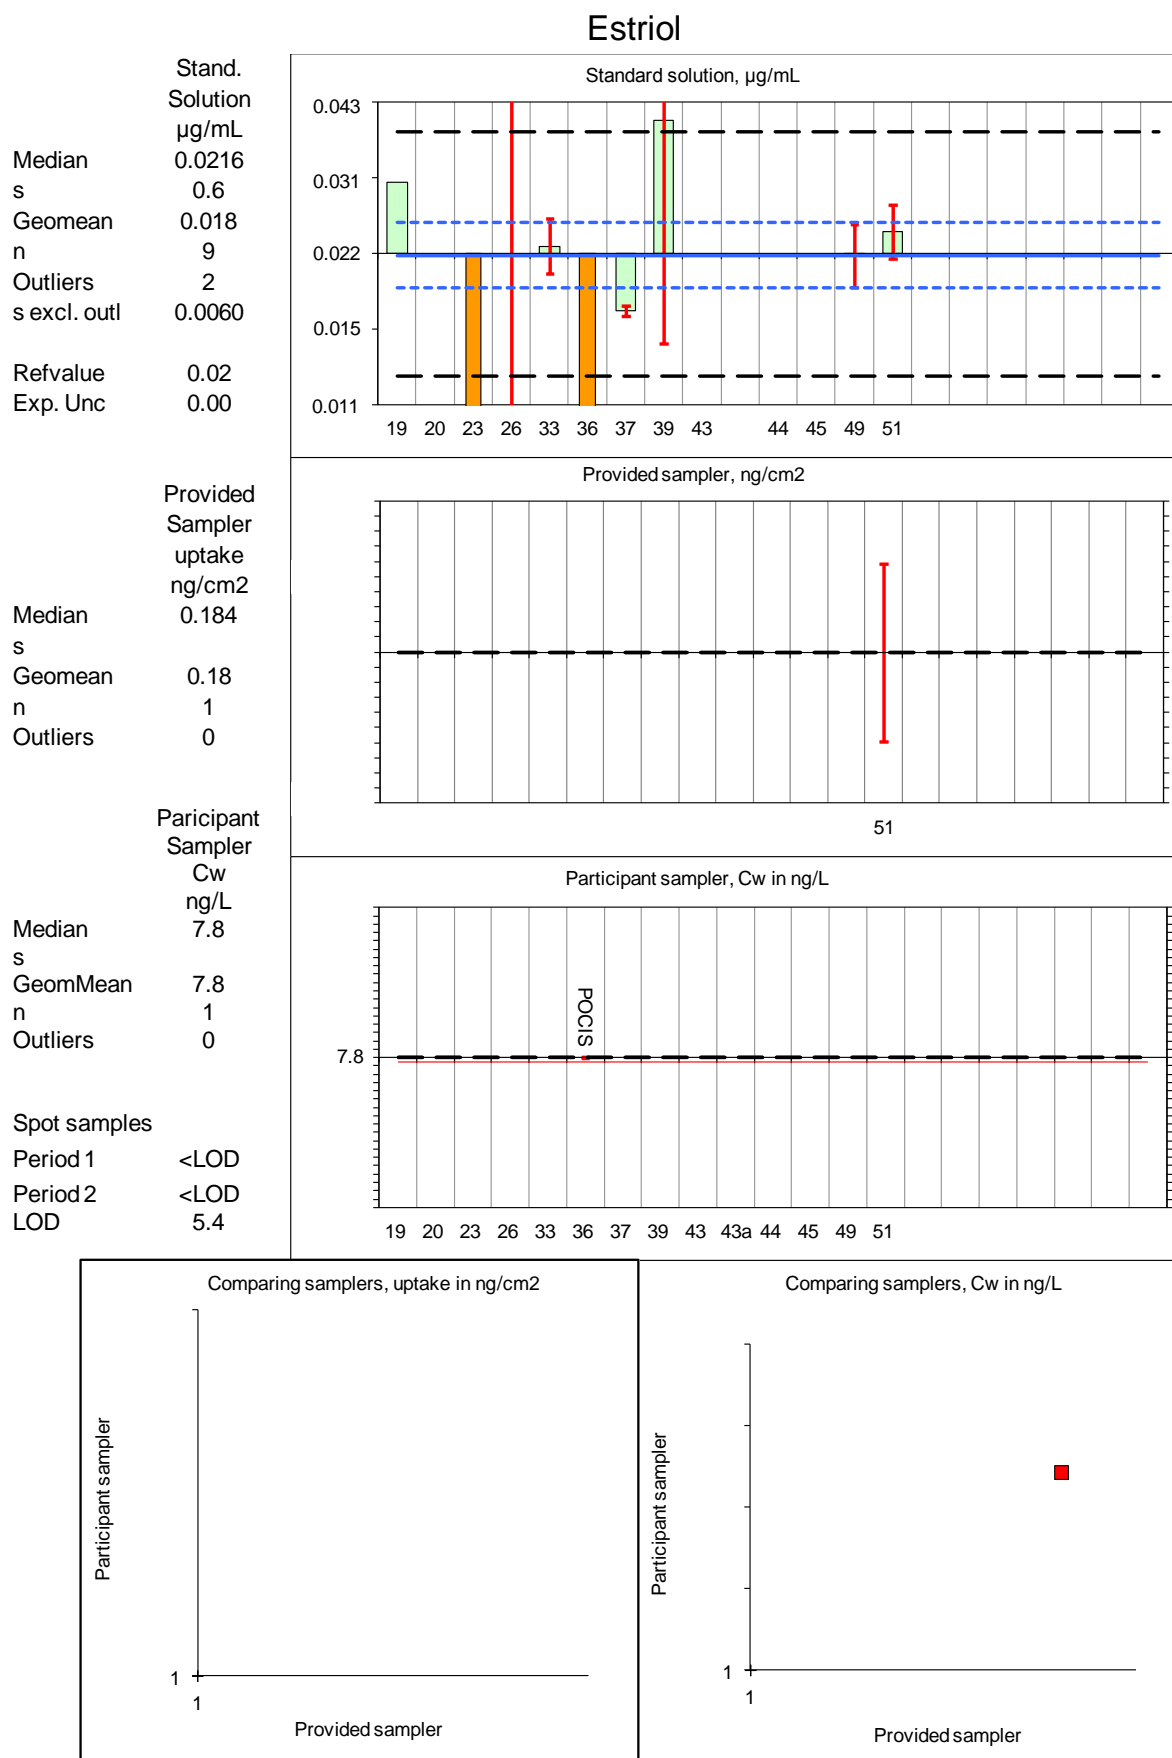 Estriol
Stand.
Solution
µg/mL
Median 0.0216
s 0.6
Geomean 0.018
n 9
Outliers 2
s excl. outl 0.0060
Refvalue 0.02
Exp. Unc 0.00
Standard solution, µg/mL
0.043
0.031
0.022
0.015
0.011
19 20 23 26 33 36 37 39 43 44 45 49 51
Provided
Sampler
uptake
ng/cm2
Median 0.184
s
Geomean 0.18
n 1
Outliers 0
Provided sampler, ng/cm2
51
Paricipant
Sampler
Cw
ng/L
Median 7.8
s
GeomMean 7.8
n 1
Outliers 0
Spot samples
Period 1 <LOD
Period 2 <LOD
LOD 5.4
Participant sampler, Cw in ng/L
POCIS
7.8
19 20 23 26 33 36 37 39 43 43a 44 45 49 51
Comparing samplers, uptake in ng/cm2
Participant sampler
1
1
Provided sampler
Comparing samplers, Cw in ng/L
Participant sampler
1
1
Provided sampler